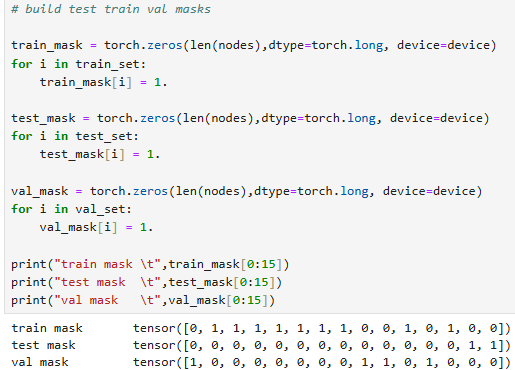 # build test train val masks
train_mask = torch.zeros(len(nodes),dtype=torch.long, device=device)
for i in train_set:
    train_mask[i] = 1.
test_mask = torch.zeros(len(nodes),dtype=torch.long, device=device)
for i in test_set:
    test_mask[i] = 1.
val_mask = torch.zeros(len(nodes),dtype=torch.long, device=device)
for i in val_set:
    val_mask[i] = 1.
print("train mask \t",train_mask[0:15])
print("test mask  \t",test_mask[0:15])
print("val mask   \t",val_mask[0:15])
train mask       tensor([0, 1, 1, 1, 1, 1, 1, 1, 0, 0, 1, 0, 1, 0, 0])
test mask        tensor([0, 0, 0, 0, 0, 0, 0, 0, 0, 0, 0, 0, 0, 1, 1])
val mask         tensor([1, 0, 0, 0, 0, 0, 0, 0, 1, 1, 0, 1, 0, 0, 0])